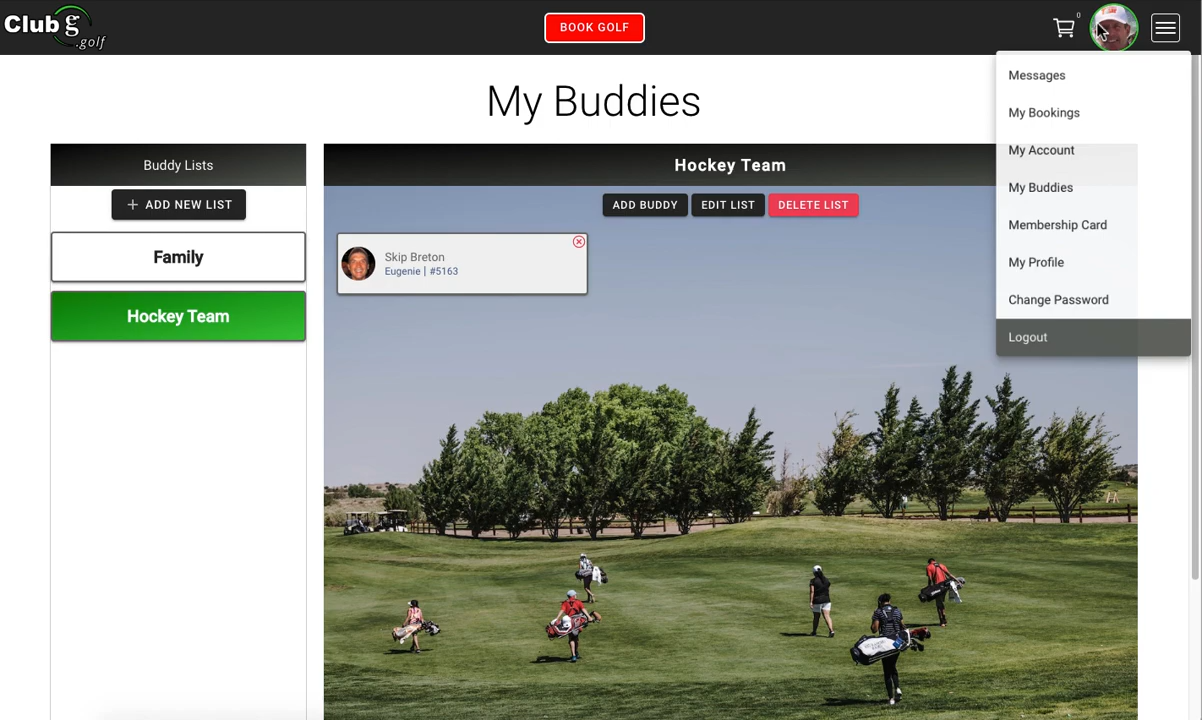 Club g
.golf
BOOK GOLF
0
Messages
My Bookings
My Account
My Buddies
Membership Card
My Profile
Change Password
Logout
My Buddies
Buddy Lists
+ ADD NEW LIST
Family
Hockey Team
Hockey Team
ADD BUDDY
EDIT LIST
DELETE LIST
Skip Breton
Eugenie | #5163